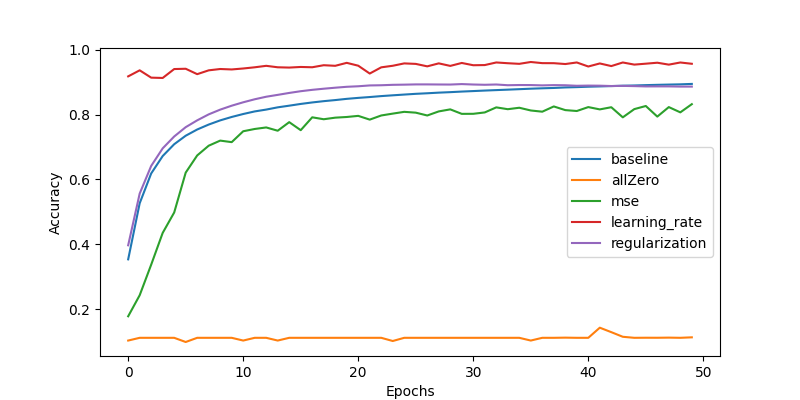 1.0
0.8
0.6
0.4
0.2
Accuracy
0 10 20 30 40 50
Epochs
baseline
allZero
mse
learning_rate
regularization